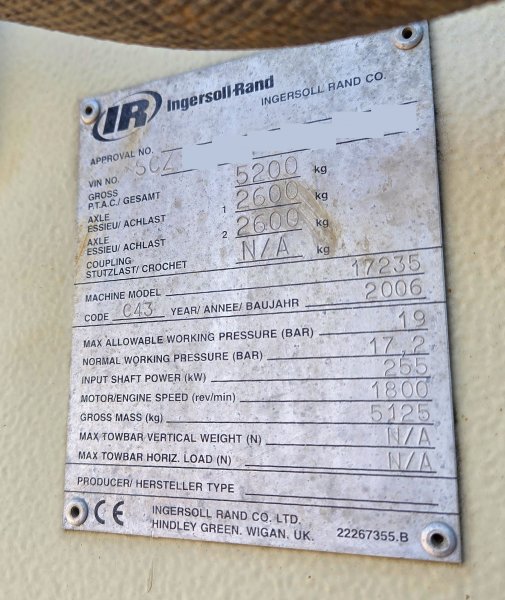 IR Ingersoll-Rand
INGERSOLL RAND CO.
APPROVAL NO.
VIN NO. SCZ
GROSS
P.T.A.C./ GESAMT 5200 kg
AXLE
ESSIEU/ ACHLAST 1 2600 kg
AXLE
ESSIEU/ ACHLAST 2 2600 kg
COUPLING
STUTZLAST/ CROCHET N/A kg
MACHINE MODEL 17235
CODE C43 YEAR/ ANNEE/ BAUJAHR 2006
MAX ALLOWABLE WORKING PRESSURE (BAR) 19
NORMAL WORKING PRESSURE (BAR) 17,2
INPUT SHAFT POWER (kW) 255
MOTOR/ENGINE SPEED (rev/min) 1800
GROSS MASS (kg) 5125
MAX TOWBAR VERTICAL WEIGHT (N) N/A
MAX TOWBAR HORIZ. LOAD (N) N/A
PRODUCER/ HERSTELLER TYPE
CE INGERSOLL RAND CO. LTD.
HINDLEY GREEN. WIGAN. UK. 22267355.B